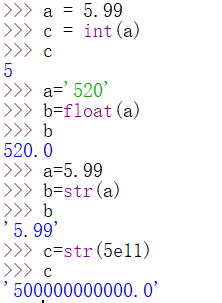 >>> a = 5.99
>>> c = int(a)
>>> c
5
>>> a='520'
>>> b=float(a)
>>> b
520.0
>>> a=5.99
>>> b=str(a)
>>> b
'5.99'
>>> c=str(5e11)
>>> c
'500000000000.0'